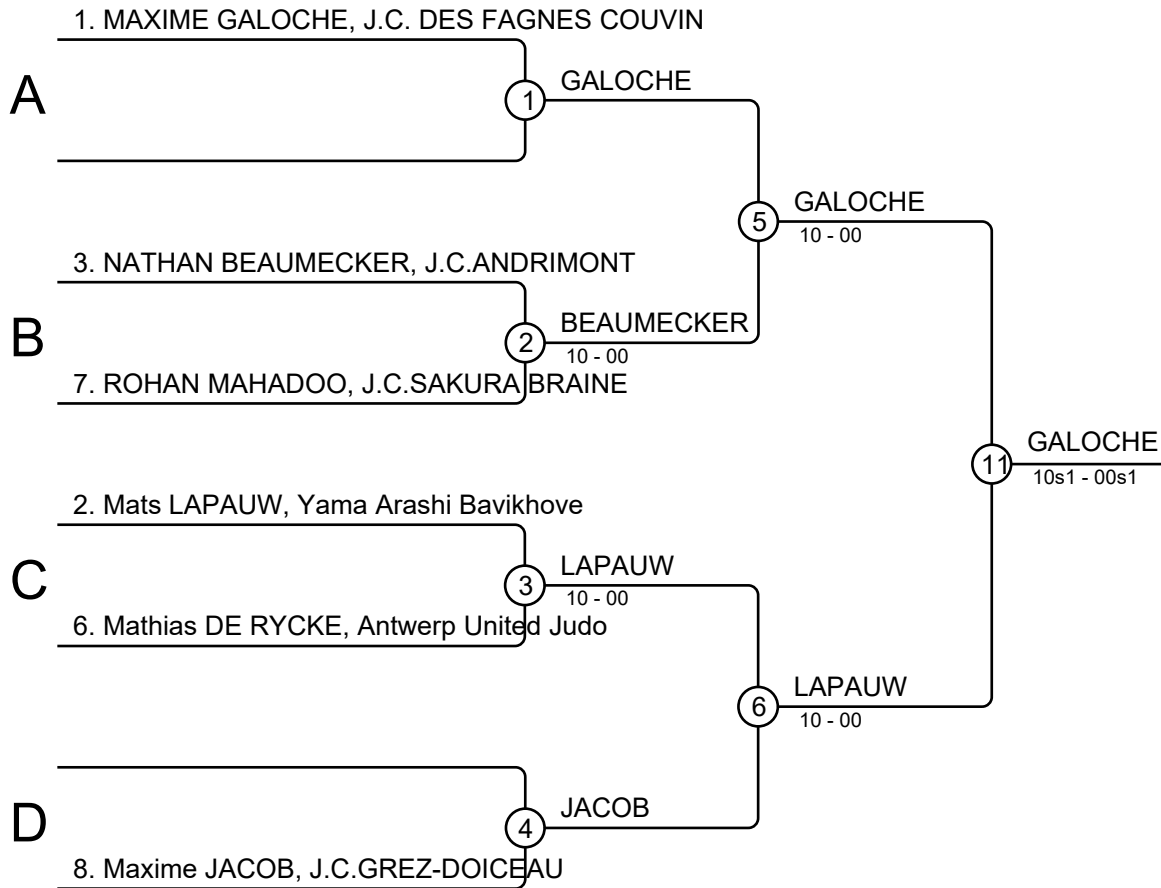 1. MAXIME GALOCHE, J.C. DES FAGNES COUVIN
A
1
GALOCHE
5
GALOCHE
10 - 00
3. NATHAN BEAUMECKER, J.C.ANDRIMONT
B
2
BEAUMECKER
10 - 00
7. ROHAN MAHADOO, J.C.SAKURA BRAINE
11
GALOCHE
10s1 - 00s1
2. Mats LAPAUW, Yama Arashi Bavikhove
C
3
LAPAUW
10 - 00
6. Mathias DE RYCKE, Antwerp United Judo
6
LAPAUW
10 - 00
D
4
JACOB
8. Maxime JACOB, J.C.GREZ-DOICEAU